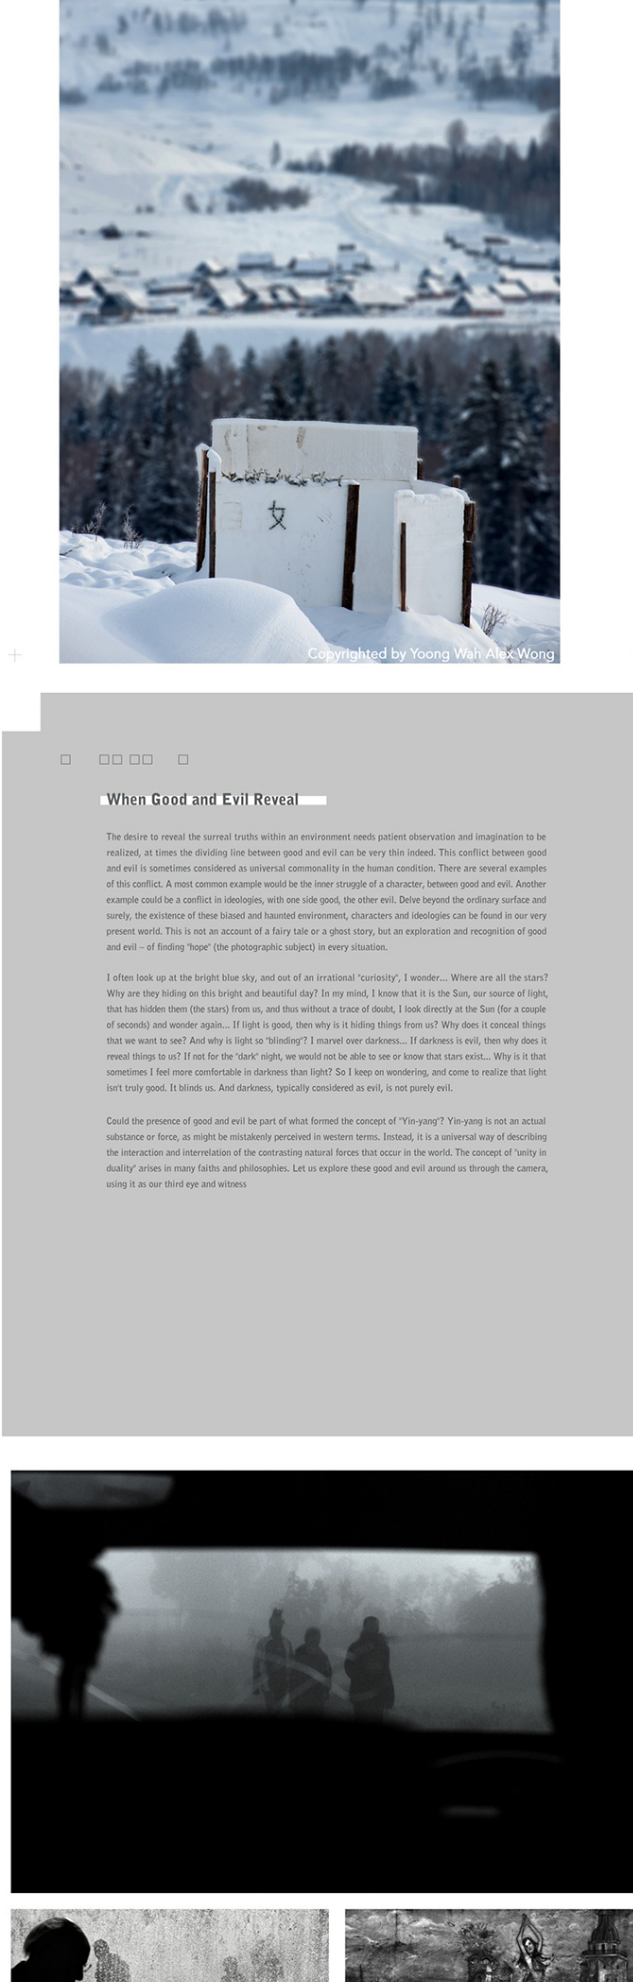 女
Copyrighted by Yoong Wah Alex Wong
□ □□ □□ □
When Good and Evil Reveal
The desire to reveal the surreal truths within an environment needs patient observation and imagination to be
realized, at times the dividing line between good and evil can be very thin indeed. This conflict between good
and evil is sometimes considered as universal commonality in the human condition. There are several examples
of this conflict. A most common example would be the inner struggle of a character, between good and evil. Another
example could be a conflict in ideologies, with one side good, the other evil. Delve beyond the ordinary surface and
surely, the existence of these biased and haunted environment, characters and ideologies can be found in our very
present world. This is not an account of a fairy tale or a ghost story, but an exploration and recognition of good
and evil – of finding "hope" (the photographic subject) in every situation.
I often look up at the bright blue sky, and out of an irrational "curiosity", I wonder... Where are all the stars?
Why are they hiding on this bright and beautiful day? In my mind, I know that it is the Sun, our source of light,
that has hidden them (the stars) from us, and thus without a trace of doubt, I look directly at the Sun (for a couple
of seconds) and wonder again... If light is good, then why is it hiding things from us? Why does it conceal things
that we want to see? And why is light so "blinding"? I marvel over darkness... If darkness is evil, then why does it
reveal things to us? If not for the "dark" night, we would not be able to see or know that stars exist... Why is it that
sometimes I feel more comfortable in darkness than light? So I keep on wondering, and come to realize that light
isn't truly good. It blinds us. And darkness, typically considered as evil, is not purely evil.
Could the presence of good and evil be part of what formed the concept of "Yin-yang"? Yin-yang is not an actual
substance or force, as might be mistakenly perceived in western terms. Instead, it is a universal way of describing
the interaction and interrelation of the contrasting natural forces that occur in the world. The concept of "unity in
duality" arises in many faiths and philosophies. Let us explore these good and evil around us through the camera,
using it as our third eye and witness